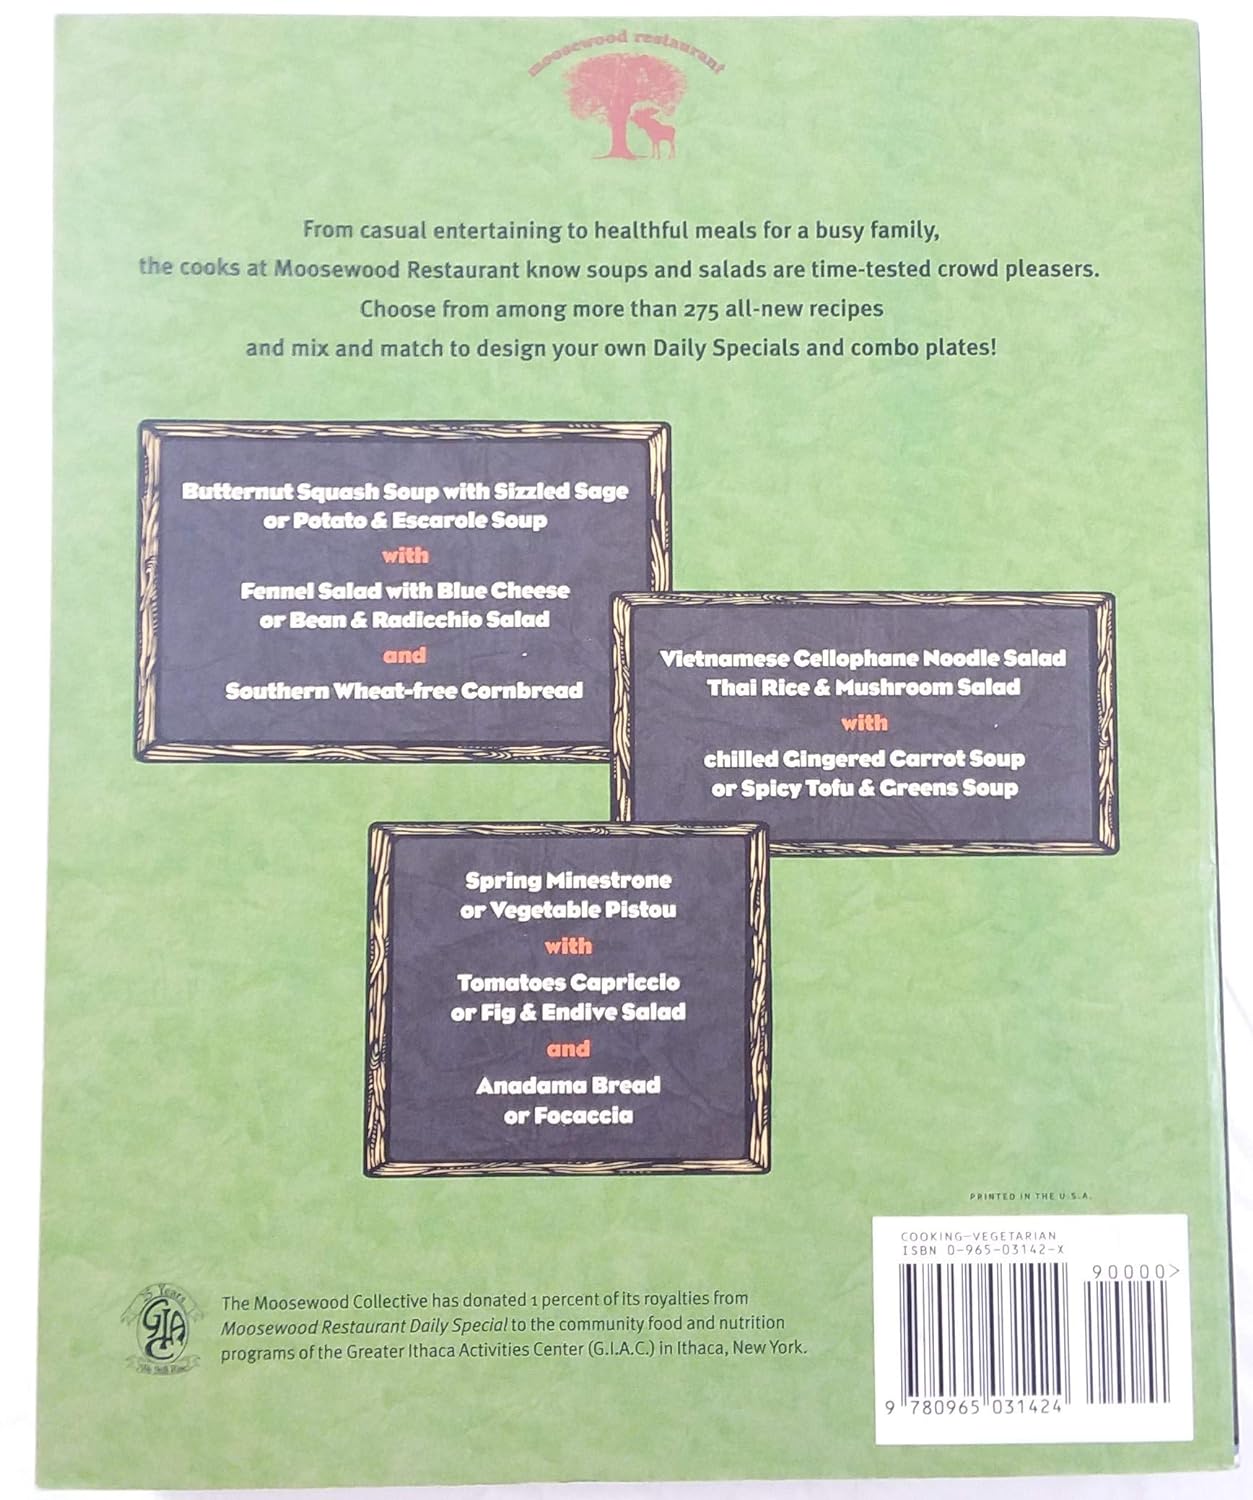 moosewood restaurant
From casual entertaining to healthful meals for a busy family,
the cooks at Moosewood Restaurant know soups and salads are time-tested crowd pleasers.
Choose from among more than 275 all-new recipes
and mix and match to design your own Daily Specials and combo plates!
Butternut Squash Soup with Sizzled Sage
or Potato & Escarole Soup
with
Fennel Salad with Blue Cheese
or Bean & Radicchio Salad
and
Southern Wheat-free Cornbread
Vietnamese Cellophane Noodle Salad
Thai Rice & Mushroom Salad
with
chilled Gingered Carrot Soup
or Spicy Tofu & Greens Soup
Spring Minestrone
or Vegetable Pistou
with
Tomatoes Capriccio
or Fig & Endive Salad
and
Anadama Bread
or Focaccia
PRINTED IN THE U.S.A.
COOKING-VEGETARIAN
ISBN 0-965-03142-X
90000>
9 780965 031424
25 Years
GIAC
The Moosewood Collective has donated 1 percent of its royalties from
Moosewood Restaurant Daily Special to the community food and nutrition
programs of the Greater Ithaca Activities Center (G.I.A.C.) in Ithaca, New York.